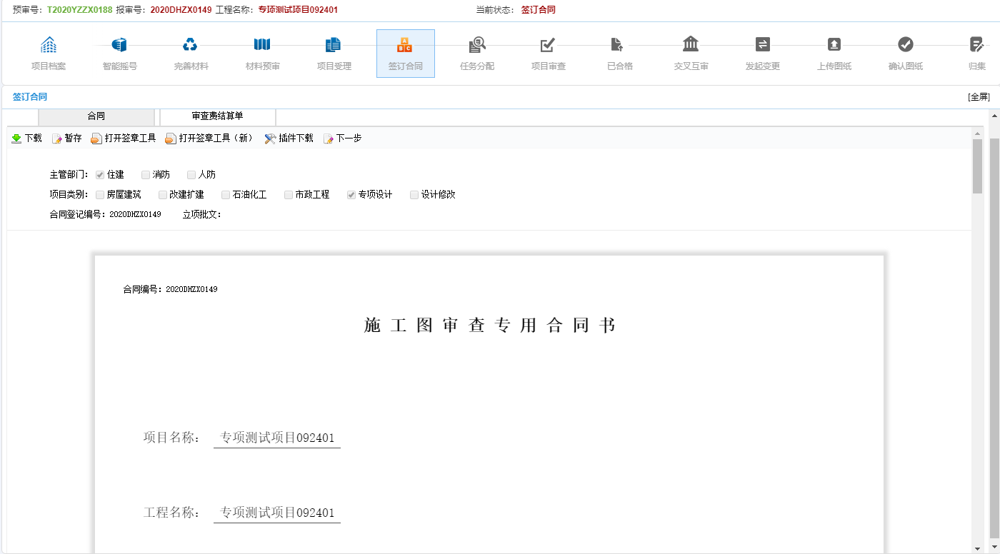 预审号：T2020YZZX0188 报审号：2020DHZX0149 工程名称：专项测试项目092401 当前状态：签订合同
项目档案 智能摇号 完善材料 材料预审 项目受理 签订合同 任务分配 项目审查 已合格 交叉互审 发起变更 上传图纸 确认图纸 归集
签订合同 [全屏]
合同 审查费结算单
下载 暂存 打开签章工具 打开签章工具（新） 插件下载 下一步
主管部门： 住建 消防 人防
项目类别： 房屋建筑 改建扩建 石油化工 市政工程 专项设计 设计修改
合同登记编号：2020DHZX0149 立项批文：
合同编号：2020DHZX0149
施工图审查专用合同书
项目名称： 专项测试项目092401
工程名称： 专项测试项目092401